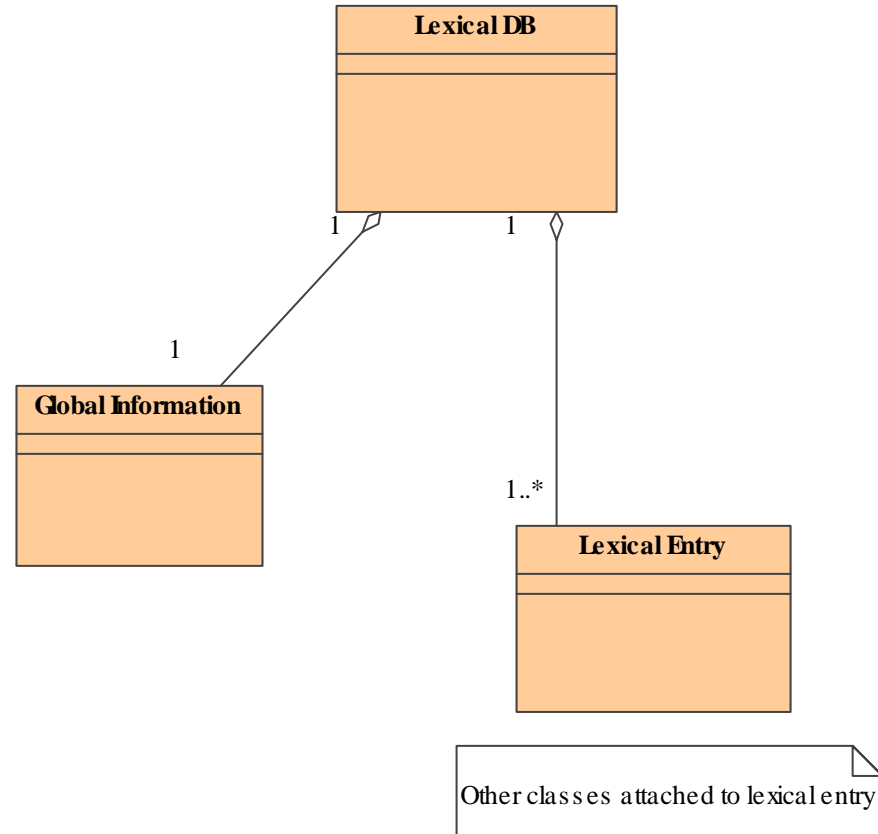 Lexical DB
1
1
1
Global Information
1..*
Lexical Entry
Other classes attached to lexical entry